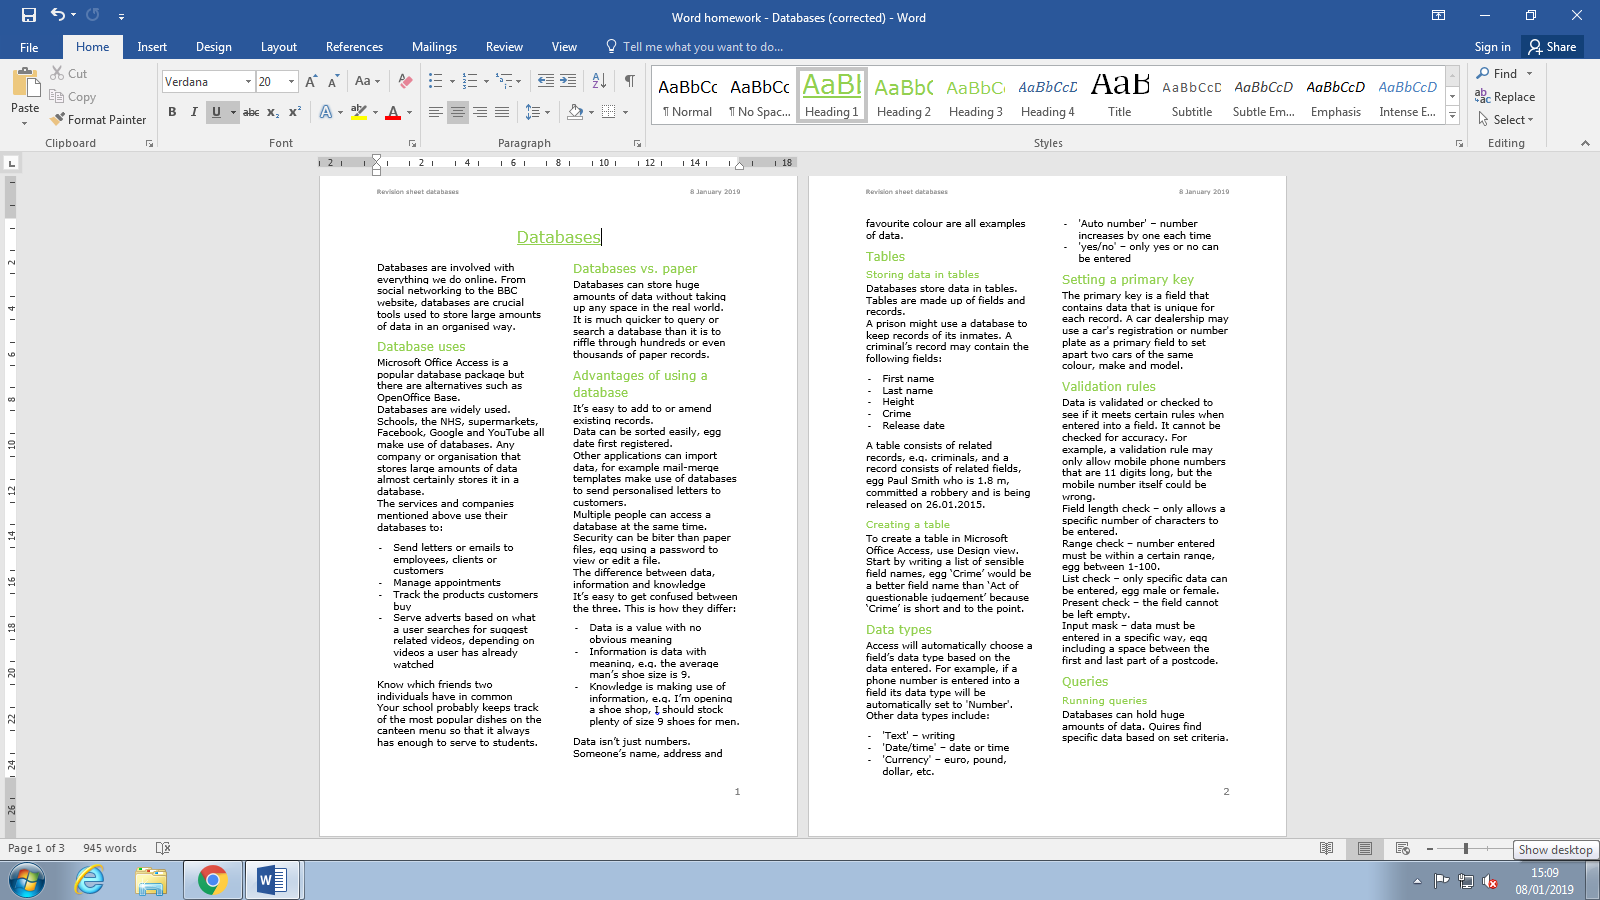 Word homework - Databases (corrected) - Word
File Home Insert Design Layout References Mailings Review View Tell me what you want to do... Sign in Share
Paste
Cut
Copy
Format Painter
Clipboard
Verdana 20
Font
Paragraph
AaBbCc AaBbCc AaBl AaBbC AaBbCc AaBbCcD AaB AaBbCcD AaBbCcD AaBbCcD AaBbCcD
¶ Normal ¶ No Spac... Heading 1 Heading 2 Heading 3 Heading 4 Title Subtitle Subtle Em... Emphasis Intense E...
Styles
Find
Replace
Select
Editing
2 2 4 6 8 10 12 14 18
Revision sheet databases 8 January 2019
Databases
Databases are involved with
everything we do online. From
social networking to the BBC
website, databases are crucial
tools used to store large amounts
of data in an organised way.
Database uses
Microsoft Office Access is a
popular database package but
there are alternatives such as
OpenOffice Base.
Databases are widely used.
Schools, the NHS, supermarkets,
Facebook, Google and YouTube all
make use of databases. Any
company or organisation that
stores large amounts of data
almost certainly stores it in a
database.
The services and companies
mentioned above use their
databases to:
- Send letters or emails to
employees, clients or
customers
- Manage appointments
- Track the products customers
buy
- Serve adverts based on what
a user searches for suggest
related videos, depending on
videos a user has already
watched
Know which friends two
individuals have in common
Your school probably keeps track
of the most popular dishes on the
canteen menu so that it always
has enough to serve to students.
Databases vs. paper
Databases can store huge
amounts of data without taking
up any space in the real world.
It is much quicker to query or
search a database than it is to
riffle through hundreds or even
thousands of paper records.
Advantages of using a
database
It's easy to add to or amend
existing records.
Data can be sorted easily, egg
date first registered.
Other applications can import
data, for example mail-merge
templates make use of databases
to send personalised letters to
customers.
Multiple people can access a
database at the same time.
Security can be biter than paper
files, egg using a password to
view or edit a file.
The difference between data,
information and knowledge
It's easy to get confused between
the three. This is how they differ:
- Data is a value with no
obvious meaning
- Information is data with
meaning, e.g. the average
man's shoe size is 9.
- Knowledge is making use of
information, e.g. I'm opening
a shoe shop, I should stock
plenty of size 9 shoes for men.
Data isn't just numbers.
Someone's name, address and
1
Revision sheet databases 8 January 2019
favourite colour are all examples
of data.
Tables
Storing data in tables
Databases store data in tables.
Tables are made up of fields and
records.
A prison might use a database to
keep records of its inmates. A
criminal's record may contain the
following fields:
- First name
- Last name
- Height
- Crime
- Release date
A table consists of related
records, e.g. criminals, and a
record consists of related fields,
egg Paul Smith who is 1.8 m,
committed a robbery and is being
released on 26.01.2015.
Creating a table
To create a table in Microsoft
Office Access, use Design view.
Start by writing a list of sensible
field names, egg 'Crime' would be
a better field name than 'Act of
questionable judgement' because
'Crime' is short and to the point.
Data types
Access will automatically choose a
field's data type based on the
data entered. For example, if a
phone number is entered into a
field its data type will be
automatically set to 'Number'.
Other data types include:
- 'Text' – writing
- 'Date/time' – date or time
- 'Currency' – euro, pound,
dollar, etc.
- 'Auto number' – number
increases by one each time
- 'yes/no' – only yes or no can
be entered
Setting a primary key
The primary key is a field that
contains data that is unique for
each record. A car dealership may
use a car's registration or number
plate as a primary field to set
apart two cars of the same
colour, make and model.
Validation rules
Data is validated or checked to
see if it meets certain rules when
entered into a field. It cannot be
checked for accuracy. For
example, a validation rule may
only allow mobile phone numbers
that are 11 digits long, but the
mobile number itself could be
wrong.
Field length check – only allows a
specific number of characters to
be entered.
Range check – number entered
must be within a certain range,
egg between 1-100.
List check – only specific data can
be entered, egg male or female.
Present check – the field cannot
be left empty.
Input mask – data must be
entered in a specific way, egg
including a space between the
first and last part of a postcode.
Queries
Running queries
Databases can hold huge
amounts of data. Quires find
specific data based on set criteria.
2
Page 1 of 3 945 words
Show desktop
15:09
08/01/2019